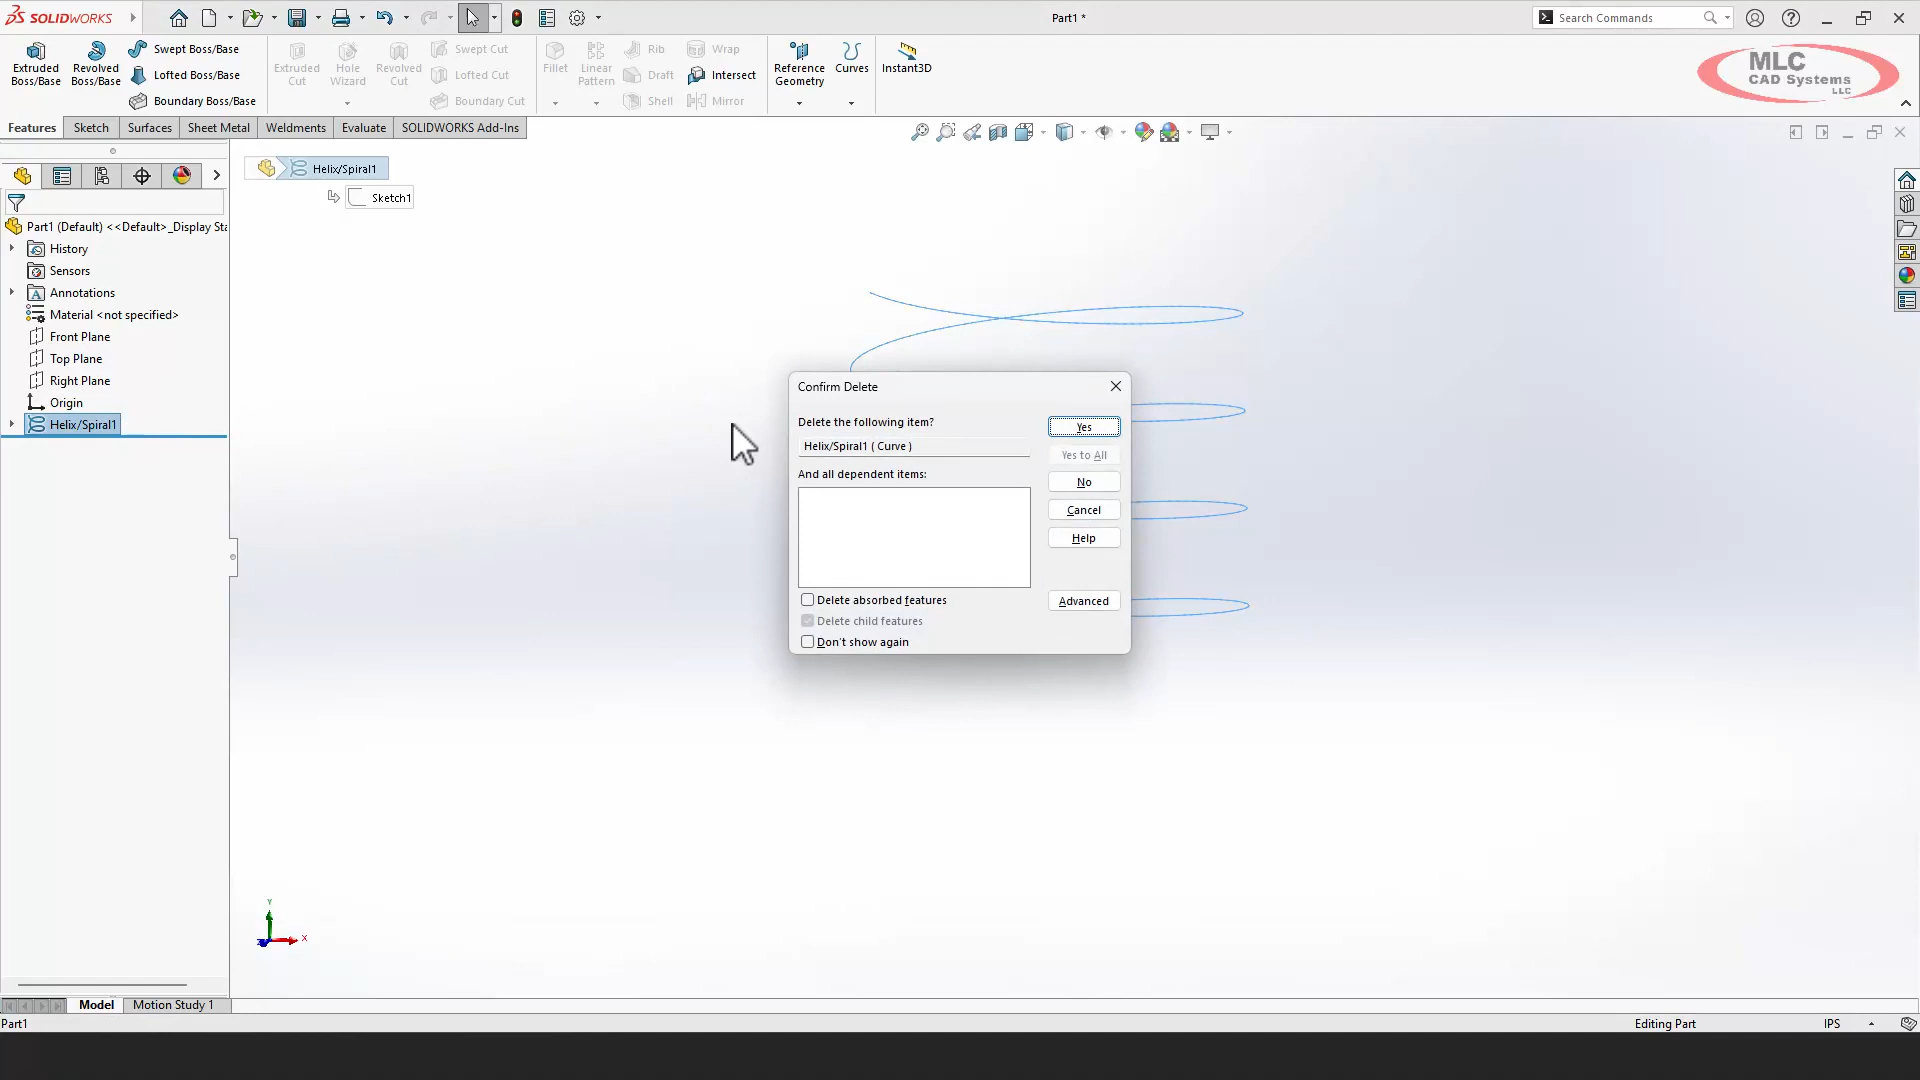 SOLIDWORKS
Part1 *
Search Commands
Extruded Boss/Base
Revolved Boss/Base
Swept Boss/Base
Lofted Boss/Base
Boundary Boss/Base
Extruded Cut
Hole Wizard
Revolved Cut
Swept Cut
Lofted Cut
Boundary Cut
Fillet
Linear Pattern
Rib
Draft
Shell
Wrap
Intersect
Mirror
Reference Geometry
Curves
Instant3D
MLC
CAD Systems
LLC
Features
Sketch
Surfaces
Sheet Metal
Weldments
Evaluate
SOLIDWORKS Add-Ins
Helix/Spiral1
Sketch1
Part1 (Default) <<Default>_Display Sta
History
Sensors
Annotations
Material <not specified>
Front Plane
Top Plane
Right Plane
Origin
Helix/Spiral1
Confirm Delete
Delete the following item?
Helix/Spiral1 ( Curve )
And all dependent items:
Yes
Yes to All
No
Cancel
Help
Advanced
Delete absorbed features
Delete child features
Don't show again
Y
X
Z
Model
Motion Study 1
Part1
Editing Part
IPS